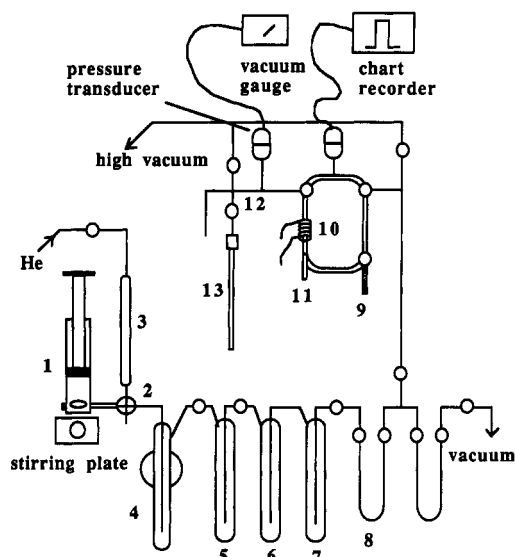 pressure
transducer
vacuum
gauge
chart
recorder
high vacuum
12
10
He
13
11
9
3
1
2
stirring plate
vacuum
4
5
6
7
8